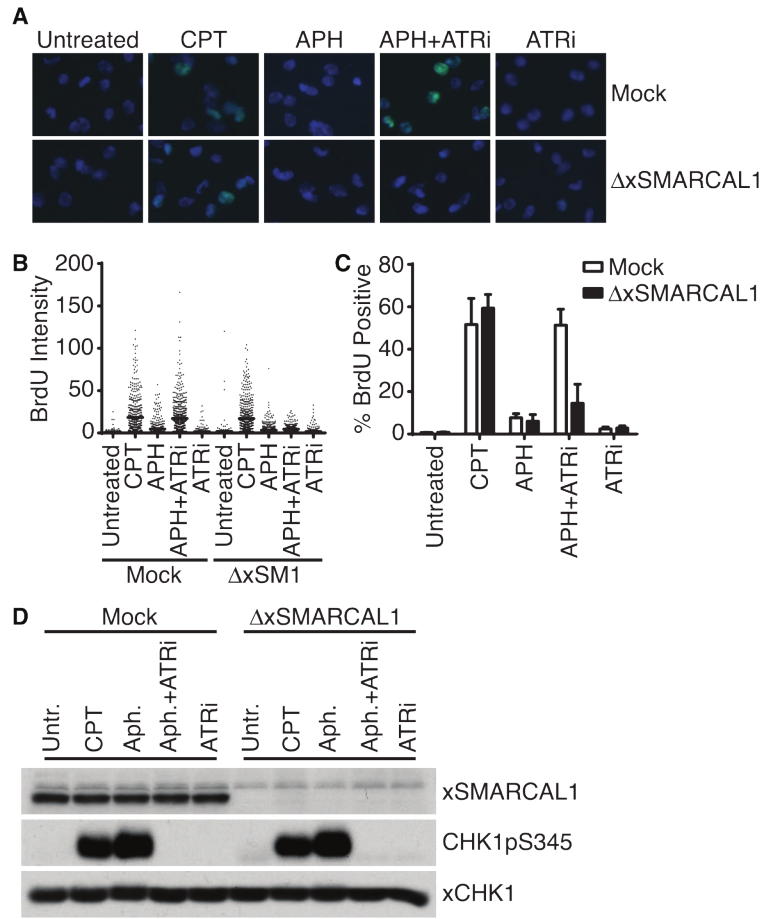 A
Untreated CPT APH APH+ATRi ATRi
Mock
ΔxSMARCAL1
B
BrdU Intensity
200
150
100
50
0
Untreated CPT APH APH+ATRi ATRi Untreated CPT APH APH+ATRi ATRi
Mock ΔxSM1
C
% BrdU Positive
80
60
40
20
0
Mock
ΔxSMARCAL1
Untreated CPT APH APH+ATRi ATRi
D
Mock ΔxSMARCAL1
Untr. CPT Aph. Aph.+ATRi ATRi Untr. CPT Aph. Aph.+ATRi ATRi
xSMARCAL1
CHK1pS345
xCHK1